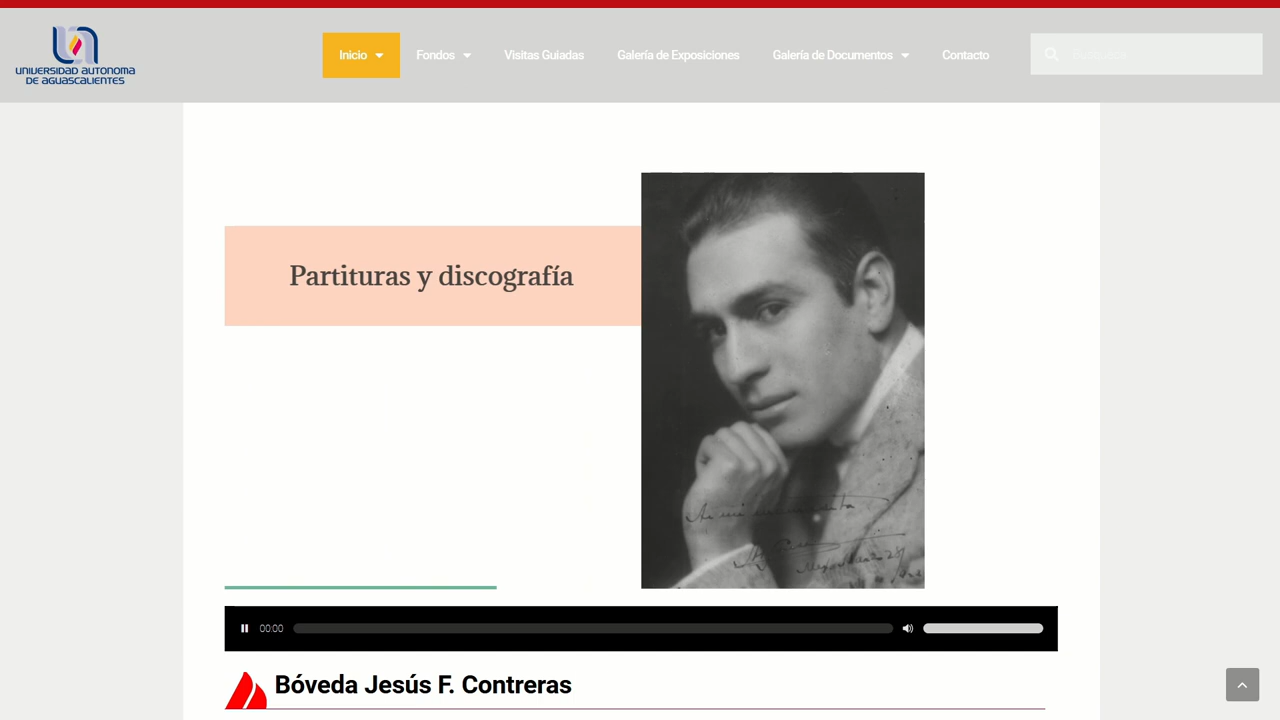 UNIVERSIDAD AUTONOMA
DE AGUASCALIENTES
Inicio
Fondos
Visitas Guiadas
Galería de Exposiciones
Galería de Documentos
Contacto
Partituras y discografía
00:00
Bóveda Jesús F. Contreras